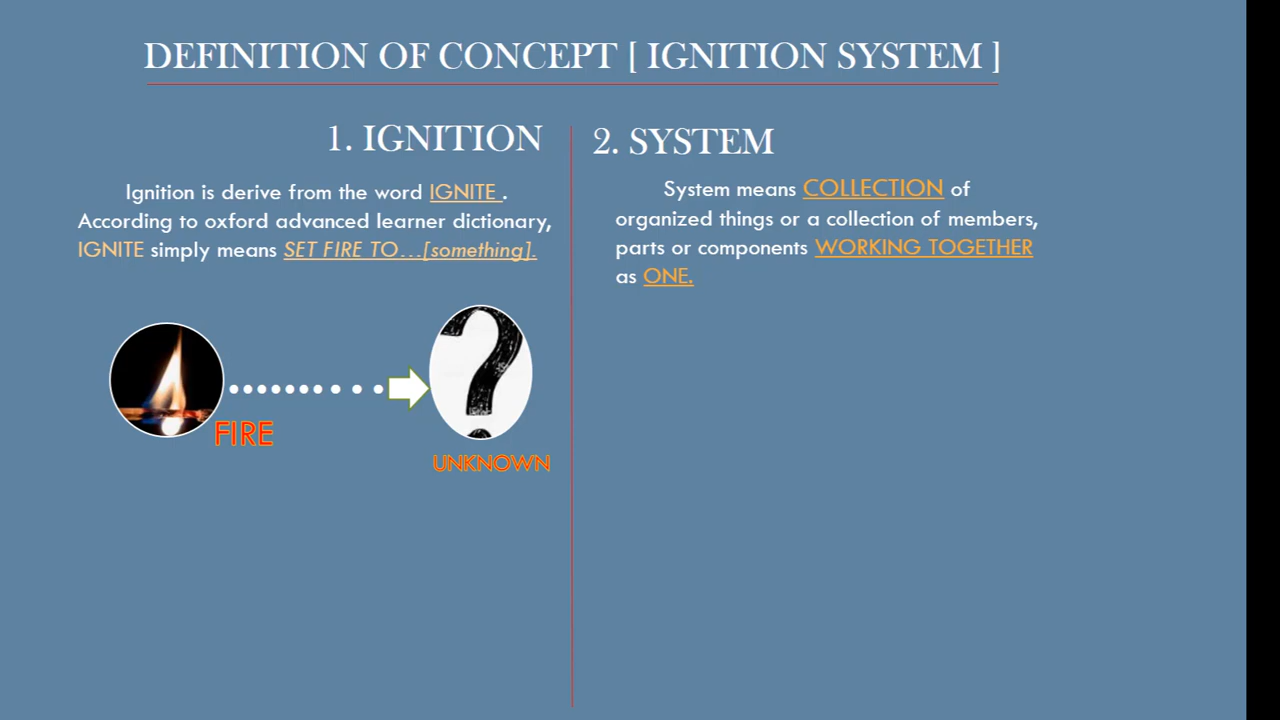 DEFINITION OF CONCEPT [ IGNITION SYSTEM ]
1. IGNITION
Ignition is derive from the word IGNITE .
According to oxford advanced learner dictionary,
IGNITE simply means SET FIRE TO...[something].
FIRE
UNKNOWN
2. SYSTEM
System means COLLECTION of
organized things or a collection of members,
parts or components WORKING TOGETHER
as ONE.